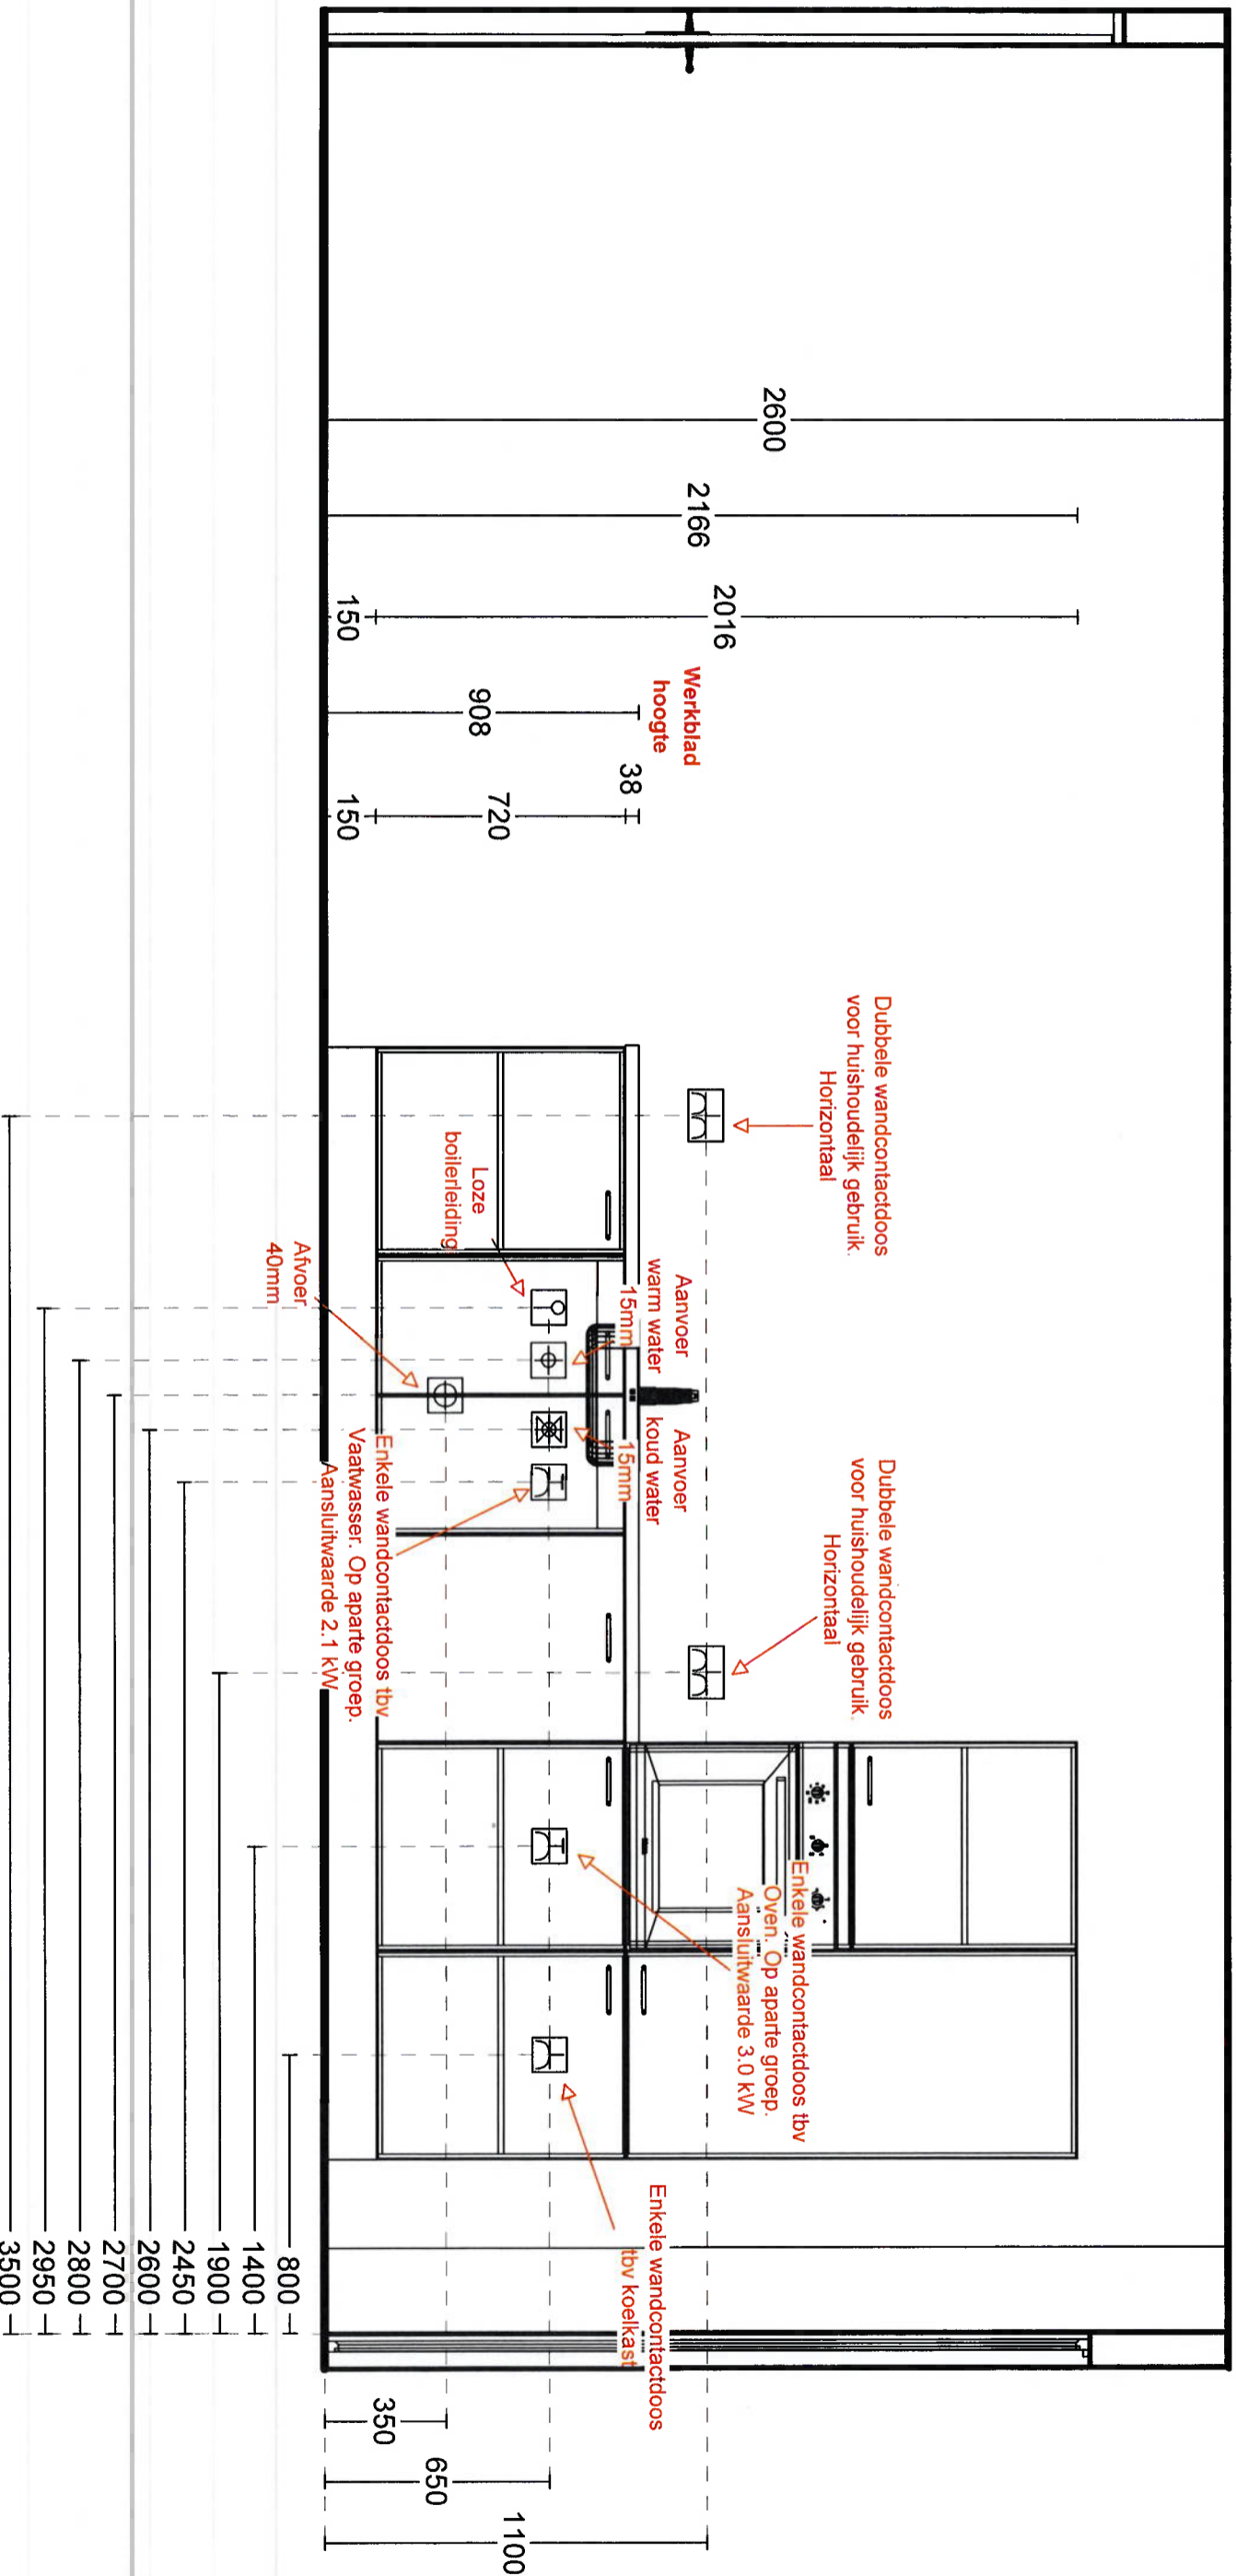 Dubbele wandcontactdoos
voor huishoudelijk gebruik.
Horizontaal
Dubbele wandcontactdoos
voor huishoudelijk gebruik.
Horizontaal
2600
2166
2016
150
Werkblad
hoogte
908
38
720
150
Aanvoer
warm water
15mm
Aanvoer
koud water
15mm
Loze
boilerleiding
Afvoer
40mm
Enkele wandcontactdoos tbv
Vaatwasser. Op aparte groep.
Aansluitwaarde 2.1 kW
Enkele wandcontactdoos tbv
Oven. Op aparte groep.
Aansluitwaarde 3.0 kW
Enkele wandcontactdoos
tbv koelkast
350
650
1100
800
1400
1900
2450
2600
2700
2800
2950
3500